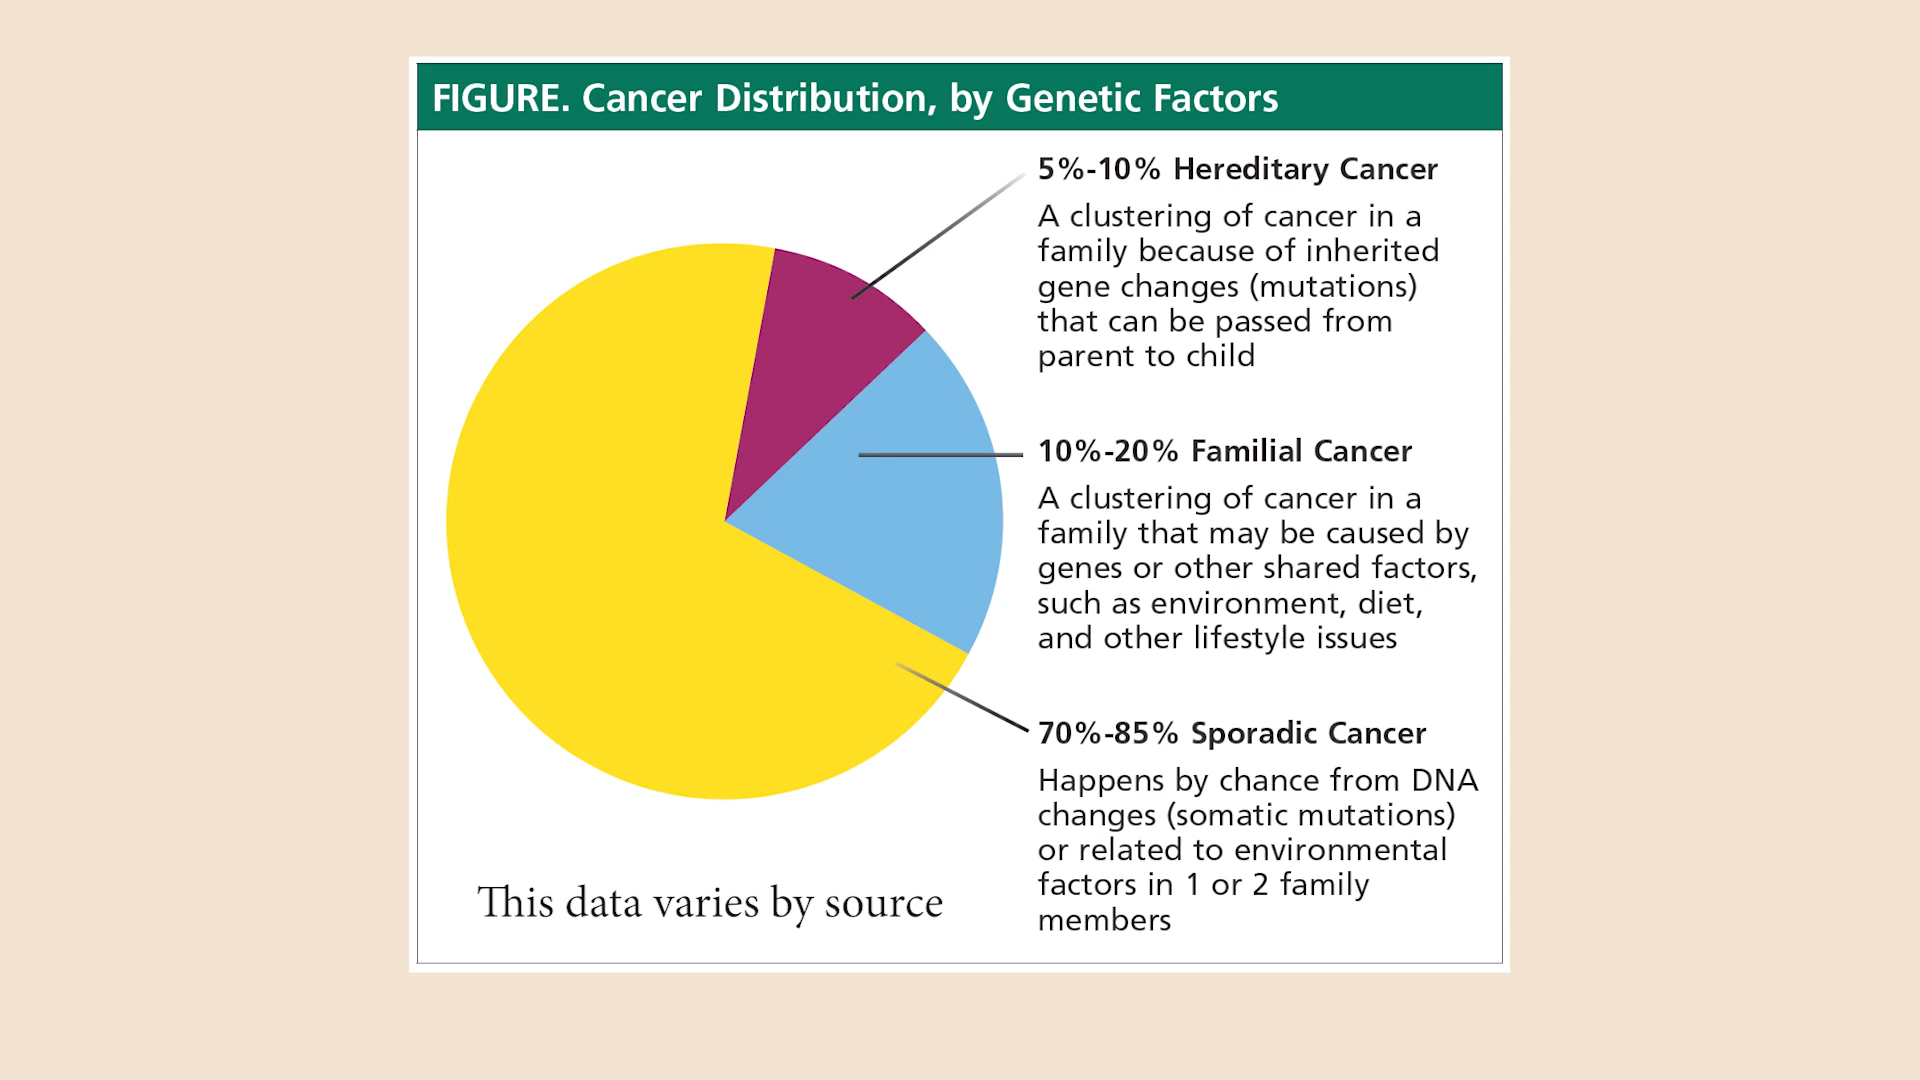 FIGURE. Cancer Distribution, by Genetic Factors
5%-10% Hereditary Cancer
A clustering of cancer in a
family because of inherited
gene changes (mutations)
that can be passed from
parent to child
10%-20% Familial Cancer
A clustering of cancer in a
family that may be caused by
genes or other shared factors,
such as environment, diet,
and other lifestyle issues
70%-85% Sporadic Cancer
Happens by chance from DNA
changes (somatic mutations)
or related to environmental
factors in 1 or 2 family
members
This data varies by source